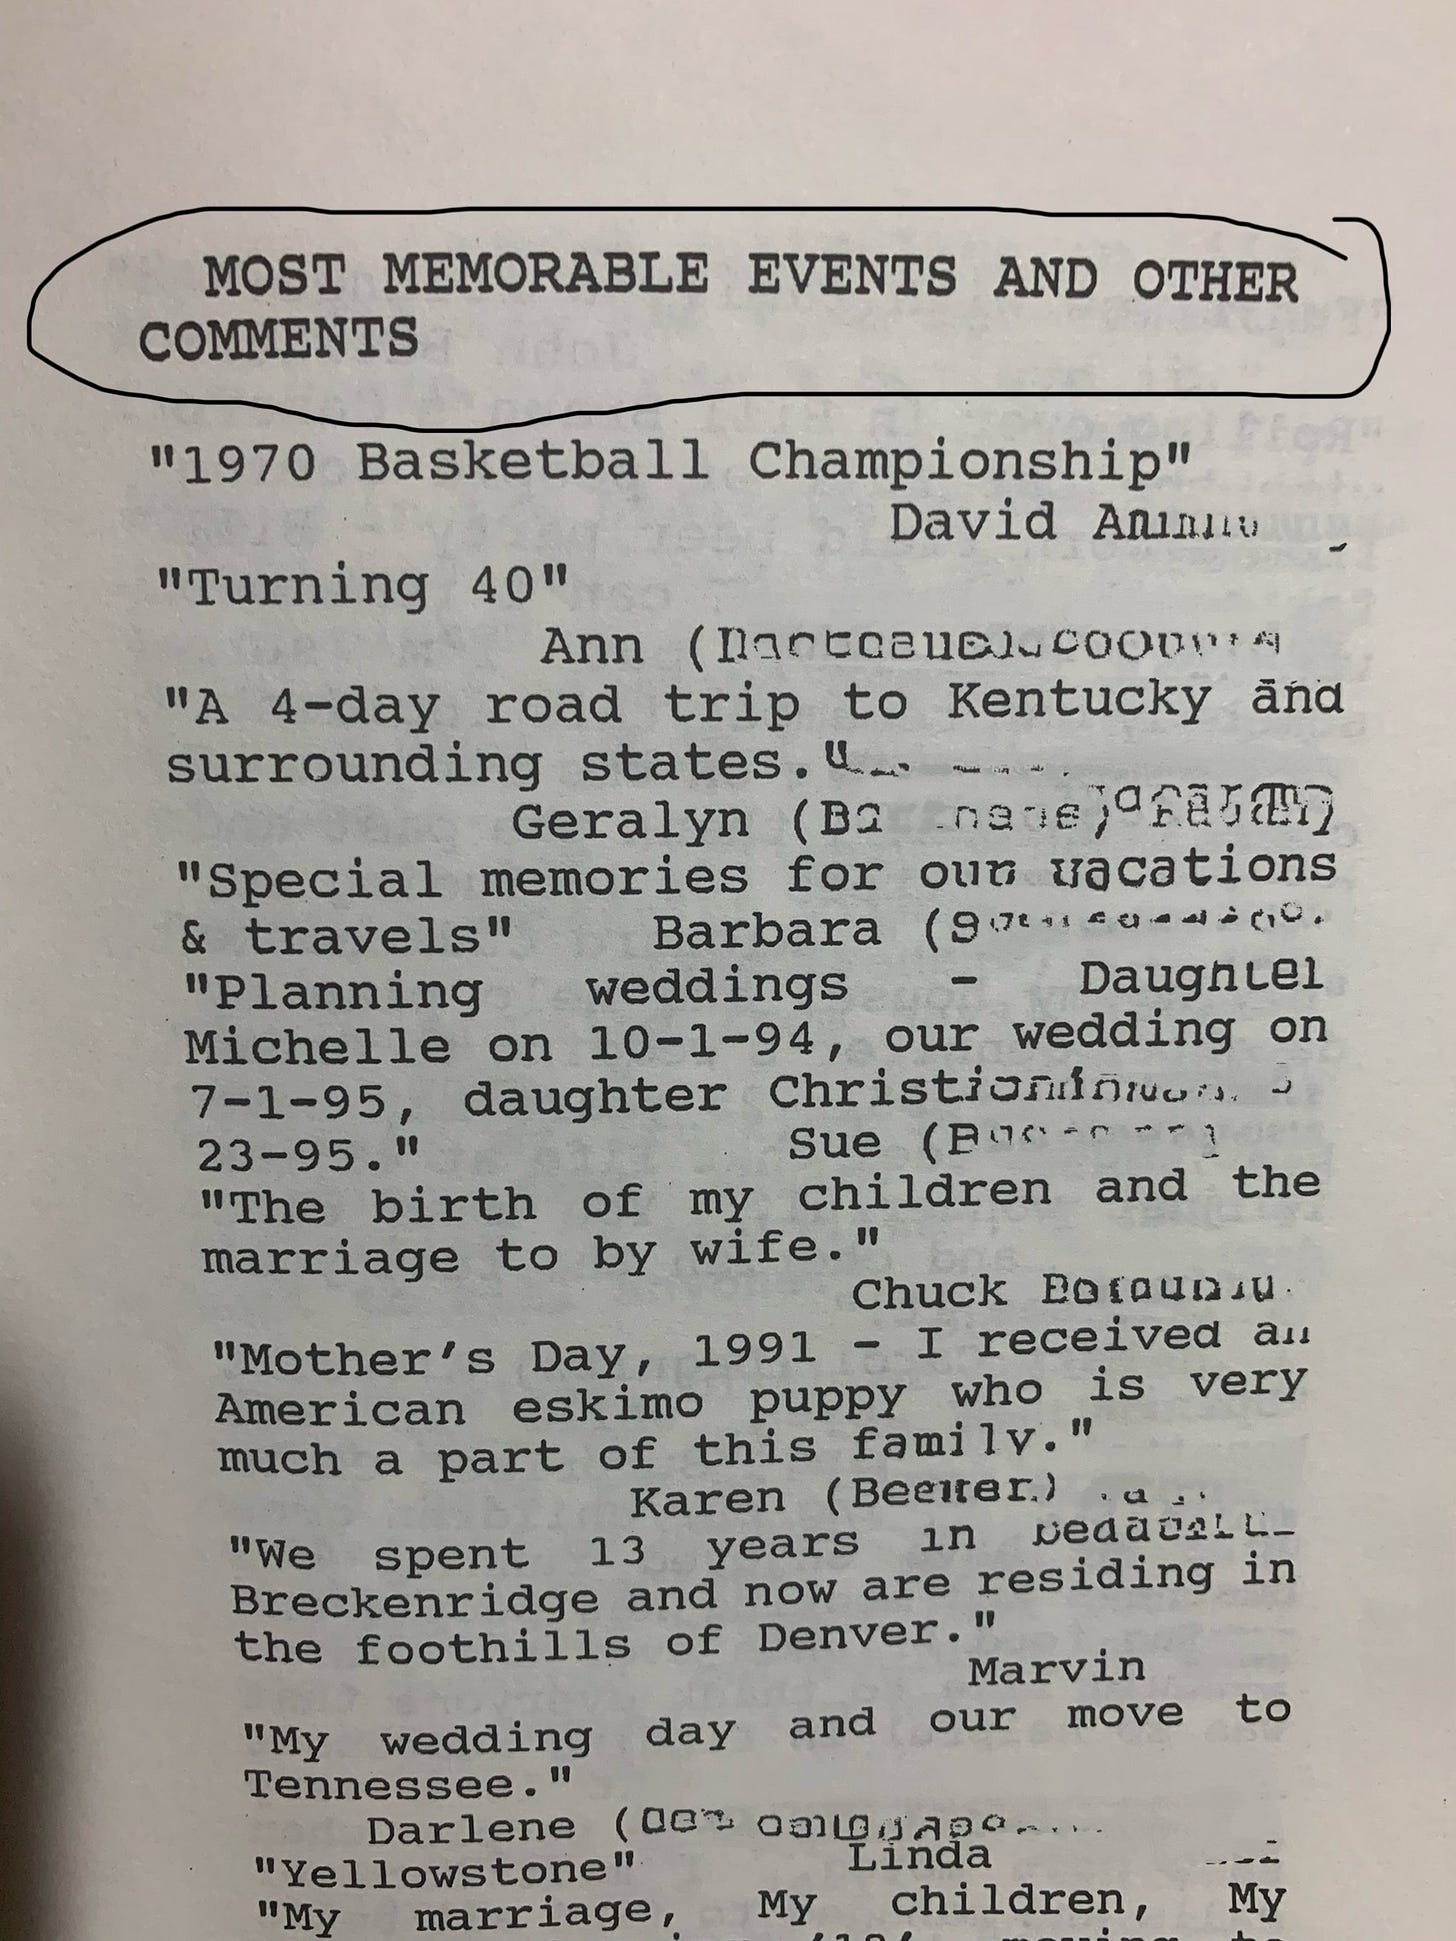 MOST MEMORABLE EVENTS AND OTHER
COMMENTS
"1970 Basketball Championship"
David
"Turning 40"
Ann
"A 4-day road trip to Kentucky and
surrounding states."
Geralyn
"Special memories for our vacations
& travels" Barbara
"Planning weddings - Daughter
Michelle on 10-1-94, our wedding on
7-1-95, daughter
23-95." Sue
"The birth of my children and the
marriage to by wife."
Chuck
"Mother's Day, 1991 - I received an
American eskimo puppy who is very
much a part of this family."
Karen
"We spent 13 years in
Breckenridge and now are residing in
the foothills of Denver."
Marvin
"My wedding day and our move to
Tennessee."
Darlene
"Yellowstone" Linda
"My marriage, My children, My